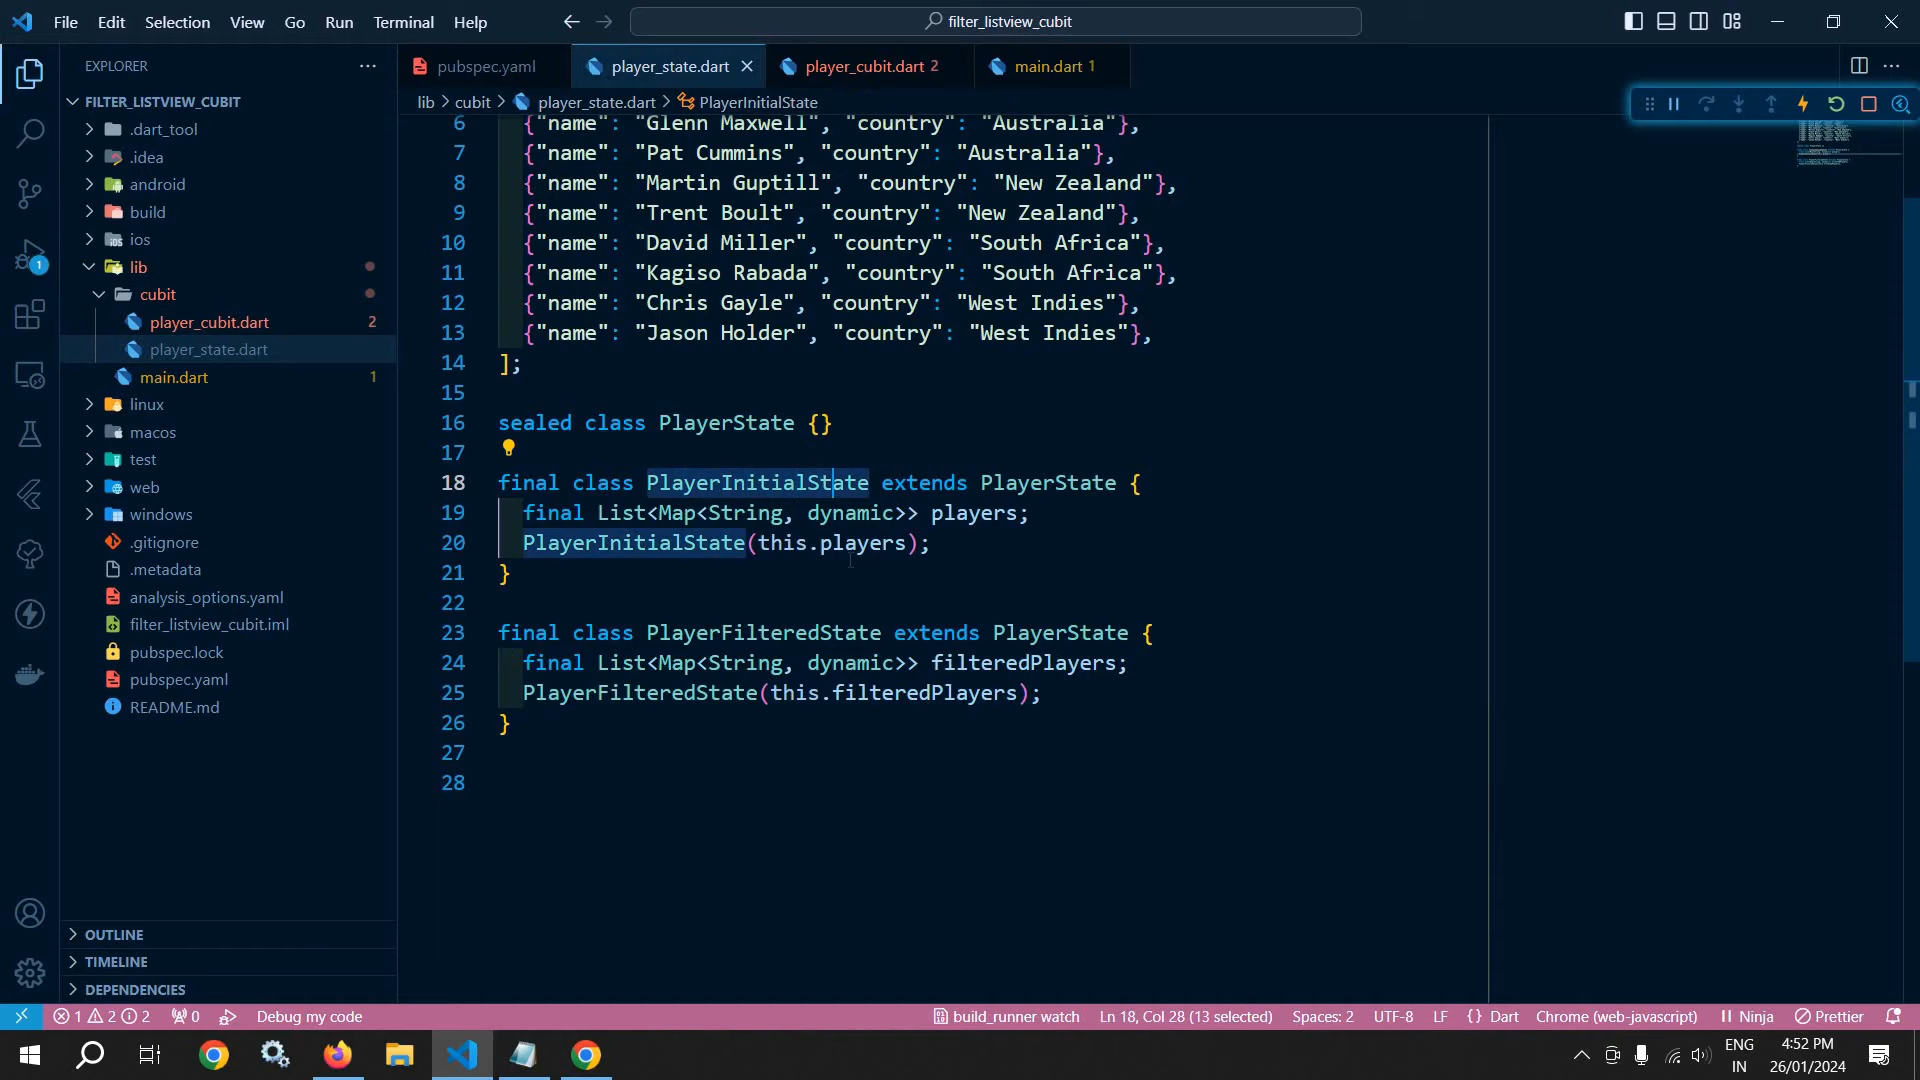 File Edit Selection View Go Run Terminal Help
filter_listview_cubit
EXPLORER
FILTER_LISTVIEW_CUBIT
.dart_tool
.idea
android
build
ios
lib
cubit
player_cubit.dart 2
player_state.dart
main.dart 1
linux
macos
test
web
windows
.gitignore
.metadata
analysis_options.yaml
filter_listview_cubit.iml
pubspec.lock
pubspec.yaml
README.md
OUTLINE
TIMELINE
DEPENDENCIES
1
pubspec.yaml player_state.dart player_cubit.dart 2 main.dart 1
lib > cubit > player_state.dart > PlayerInitialState
6 {"name": "Glenn Maxwell", "country": "Australia"},
7 {"name": "Pat Cummins", "country": "Australia"},
8 {"name": "Martin Guptill", "country": "New Zealand"},
9 {"name": "Trent Boult", "country": "New Zealand"},
10 {"name": "David Miller", "country": "South Africa"},
11 {"name": "Kagiso Rabada", "country": "South Africa"},
12 {"name": "Chris Gayle", "country": "West Indies"},
13 {"name": "Jason Holder", "country": "West Indies"},
14 ];
15
16 sealed class PlayerState {}
17
18 final class PlayerInitialState extends PlayerState {
19 final List<Map<String, dynamic>> players;
20 PlayerInitialState(this.players);
21 }
22
23 final class PlayerFilteredState extends PlayerState {
24 final List<Map<String, dynamic>> filteredPlayers;
25 PlayerFilteredState(this.filteredPlayers);
26 }
27
28
1 2 2 0 Debug my code build_runner watch Ln 18, Col 28 (13 selected) Spaces: 2 UTF-8 LF {} Dart Chrome (web-javascript) Ninja Prettier
ENG
IN
4:52 PM
26/01/2024